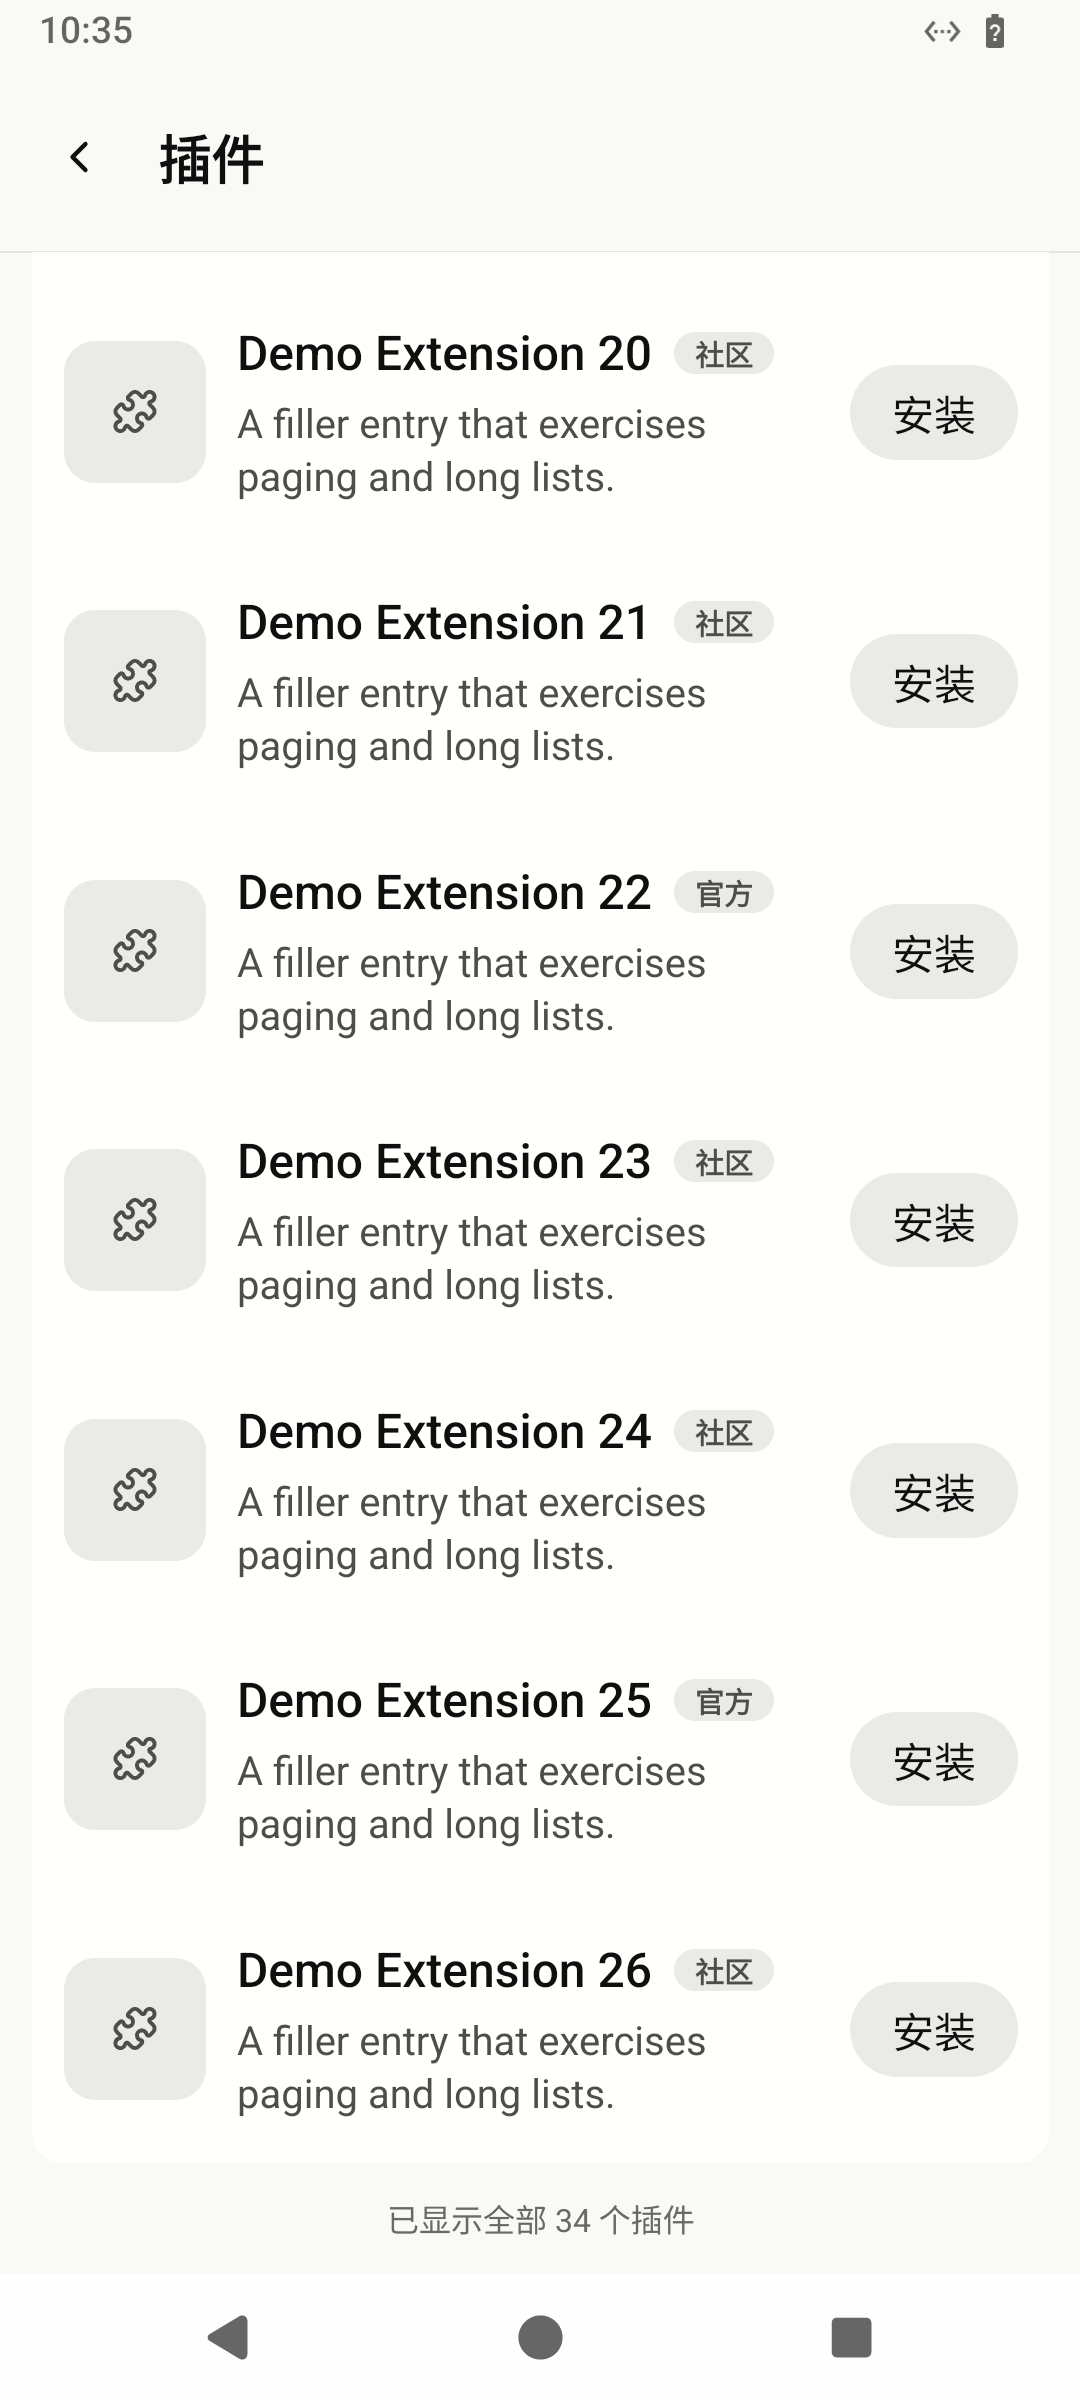 10:35
插件
Demo Extension 20 社区
A filler entry that exercises
paging and long lists.
安装
Demo Extension 21 社区
A filler entry that exercises
paging and long lists.
安装
Demo Extension 22 官方
A filler entry that exercises
paging and long lists.
安装
Demo Extension 23 社区
A filler entry that exercises
paging and long lists.
安装
Demo Extension 24 社区
A filler entry that exercises
paging and long lists.
安装
Demo Extension 25 官方
A filler entry that exercises
paging and long lists.
安装
Demo Extension 26 社区
A filler entry that exercises
paging and long lists.
安装
已显示全部 34 个插件